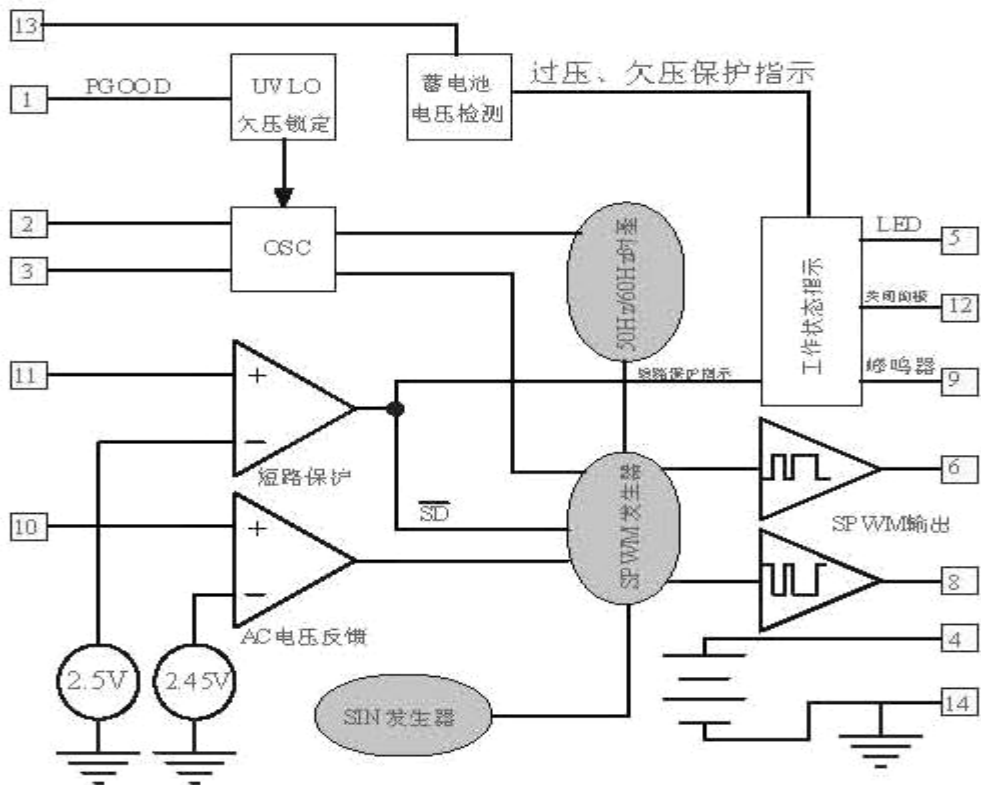 13
1
PGOOD
UVLO
欠压锁定
蓄电池
电压检测
过压、欠压保护指示
2
3
OSC
50Hz/60Hz时基
工作状态指示
LED
5
12
9
11
+
−
短路保护
短路保护指示
10
+
−
AC电压反馈
SD
SPWM发生器
6
SPWM输出
8
4
14
2.5V
2.45V
SIN发生器